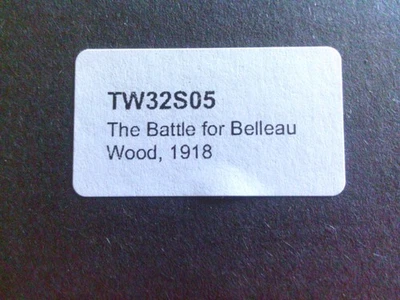 TW32S05
The Battle for Belleau
Wood, 1918